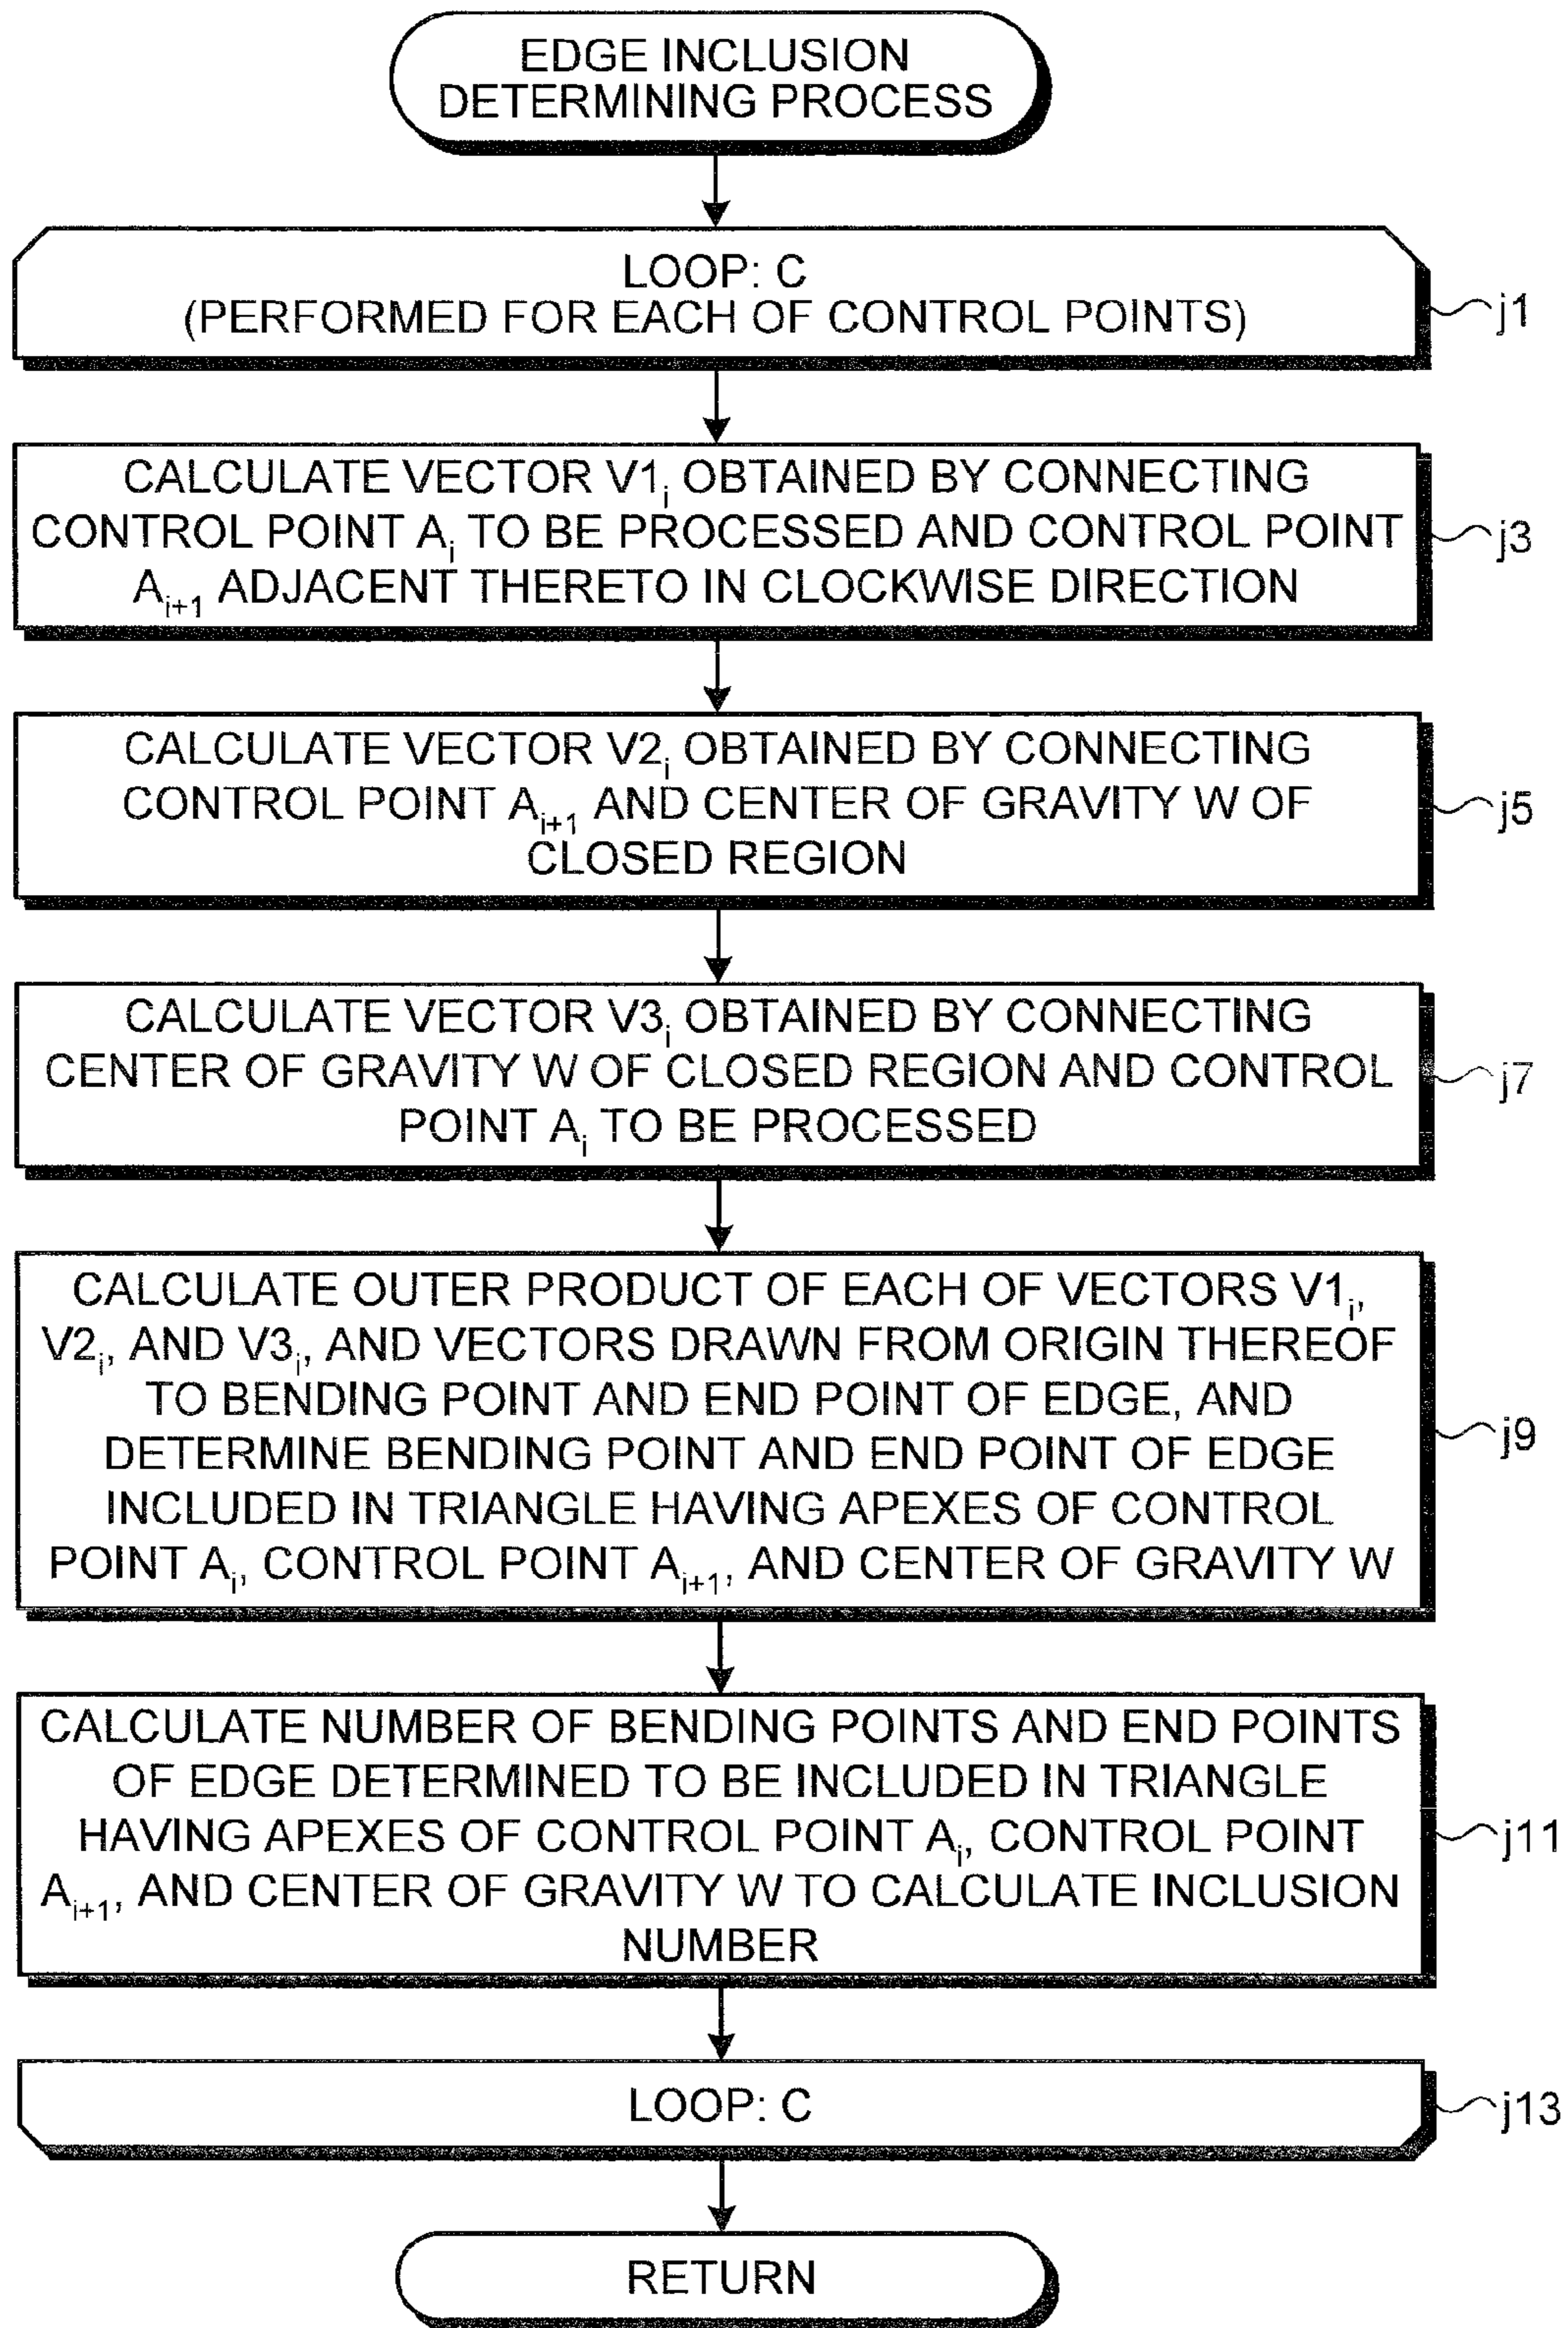 EDGE INCLUSION
DETERMINING PROCESS
LOOP: C
(PERFORMED FOR EACH OF CONTROL POINTS)
j1
CALCULATE VECTOR V1i OBTAINED BY CONNECTING
CONTROL POINT Ai TO BE PROCESSED AND CONTROL POINT
Ai+1 ADJACENT THERETO IN CLOCKWISE DIRECTION
j3
CALCULATE VECTOR V2i OBTAINED BY CONNECTING
CONTROL POINT Ai+1 AND CENTER OF GRAVITY W OF
CLOSED REGION
j5
CALCULATE VECTOR V3i OBTAINED BY CONNECTING
CENTER OF GRAVITY W OF CLOSED REGION AND CONTROL
POINT Ai TO BE PROCESSED
j7
CALCULATE OUTER PRODUCT OF EACH OF VECTORS V1i,
V2i, AND V3i, AND VECTORS DRAWN FROM ORIGIN THEREOF
TO BENDING POINT AND END POINT OF EDGE, AND
DETERMINE BENDING POINT AND END POINT OF EDGE
INCLUDED IN TRIANGLE HAVING APEXES OF CONTROL
POINT Ai, CONTROL POINT Ai+1, AND CENTER OF GRAVITY W
j9
CALCULATE NUMBER OF BENDING POINTS AND END POINTS
OF EDGE DETERMINED TO BE INCLUDED IN TRIANGLE
HAVING APEXES OF CONTROL POINT Ai, CONTROL POINT
Ai+1, AND CENTER OF GRAVITY W TO CALCULATE INCLUSION
NUMBER
j11
LOOP: C
j13
RETURN